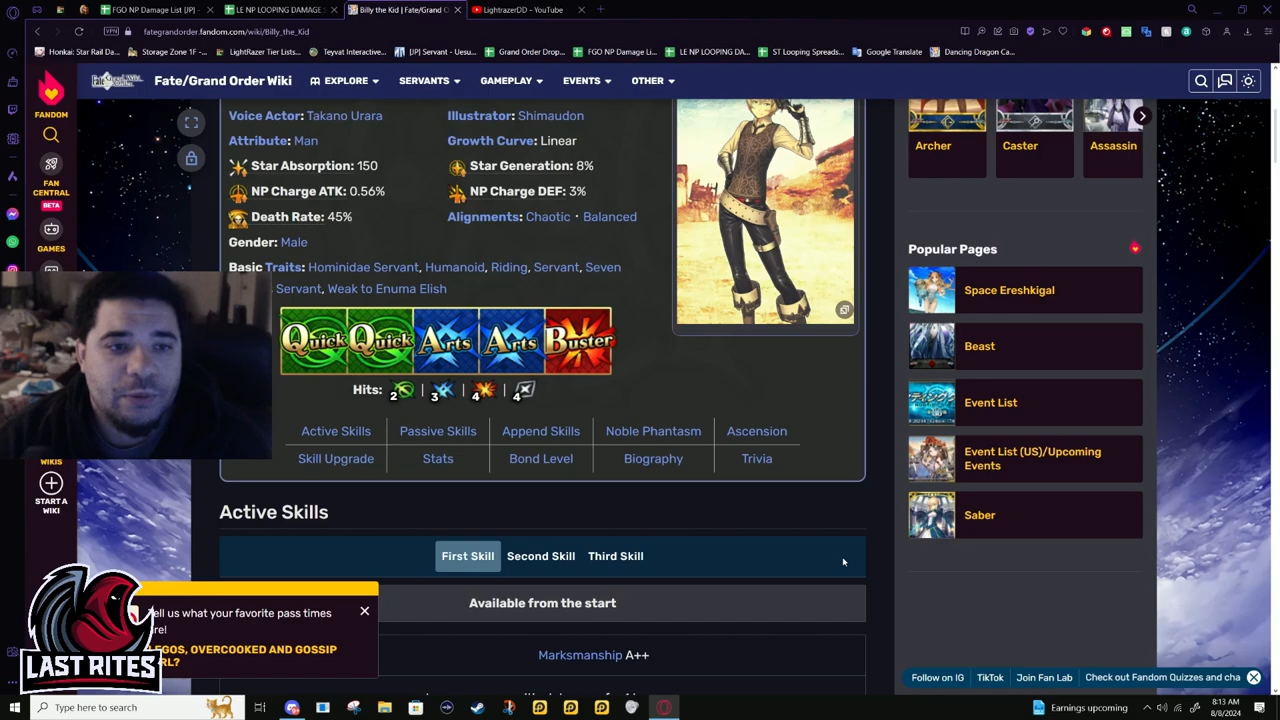 FGO NP Damage List [JP]
LE NP LOOPING DAMAGE
Billy the Kid | Fate/Grand O
LightrazerDD - YouTube
VPN
fategrandorder.fandom.com/wiki/Billy_the_Kid
Honkai: Star Rail Da...
Storage Zone 1F -...
LightRazer Tier Lists...
Teyvat Interactive...
[JP] Servant - Uesu...
Grand Order Drop...
FGO NP Damage Li...
LE NP LOOPING DA...
ST Looping Spreads...
Google Translate
Dancing Dragon Ca...
FANDOM
FAN
CENTRAL
BETA
GAMES
WIKIS
START A
WIKI
Fate/Grand Order Wiki
EXPLORE
SERVANTS
GAMEPLAY
EVENTS
OTHER
Voice Actor: Takano Urara
Illustrator: Shimaudon
Attribute: Man
Growth Curve: Linear
Star Absorption: 150
Star Generation: 8%
NP Charge ATK: 0.56%
NP Charge DEF: 3%
Death Rate: 45%
Alignments: Chaotic · Balanced
Gender: Male
Basic Traits: Hominidae Servant, Humanoid, Riding, Servant, Seven
Servant, Weak to Enuma Elish
Quick Quick Arts Arts Buster
Hits: 2 | 3 | 4 | 4
Active Skills
Passive Skills
Append Skills
Noble Phantasm
Ascension
Skill Upgrade
Stats
Bond Level
Biography
Trivia
Active Skills
First Skill
Second Skill
Third Skill
Available from the start
Marksmanship A++
Archer
Caster
Assassin
Popular Pages
Space Ereshkigal
Beast
Event List
Event List (US)/Upcoming
Events
Saber
Tell us what your favorite pass times
LEGOS, OVERCOOKED AND GOSSIP
LAST RITES
Follow on IG
TikTok
Join Fan Lab
Check out Fandom Quizzes and cha
Type here to search
Earnings upcoming
8:13 AM
8/8/2024